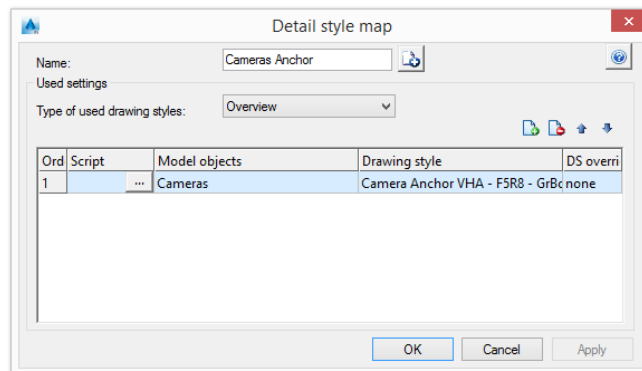 Detail style map
Name: Cameras Anchor
Used settings
Type of used drawing styles: Overview
Ord Script Model objects Drawing style DS overri
1 ... Cameras Camera Anchor VHA - F5R8 - GrBc none
OK Cancel Apply